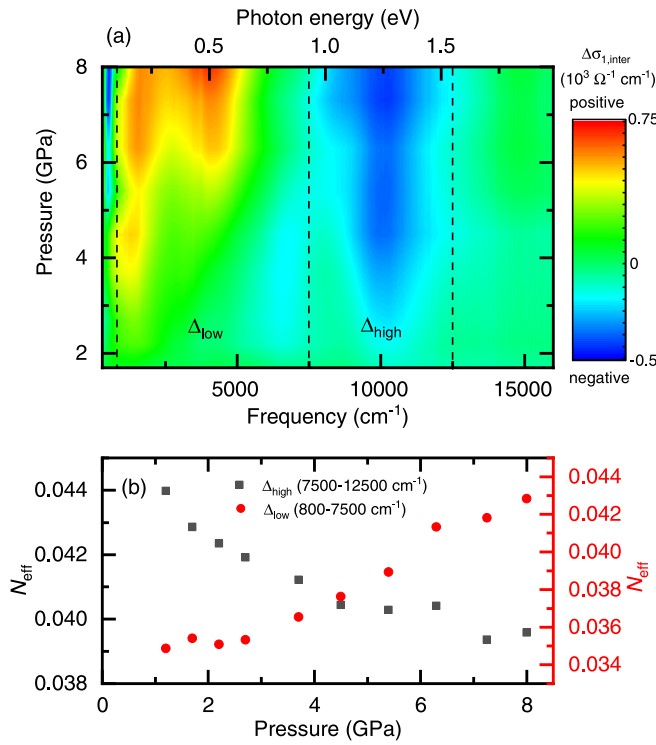 Photon energy (eV)
(a) 0.5 1 1.5
Δσ1,inter
(10³ Ω⁻¹ cm⁻¹)
positive
0.75
0
-0.5
negative
8
6
4
2
Pressure (GPa)
Δlow
Δhigh
5000 10000 15000
Frequency (cm⁻¹)
(b)
Δhigh (7500-12500 cm⁻¹)
Δlow (800-7500 cm⁻¹)
0.044
0.042
0.040
0.038
Neff
0.044
0.042
0.040
0.038
0.036
0.034
Neff
0 2 4 6 8
Pressure (GPa)